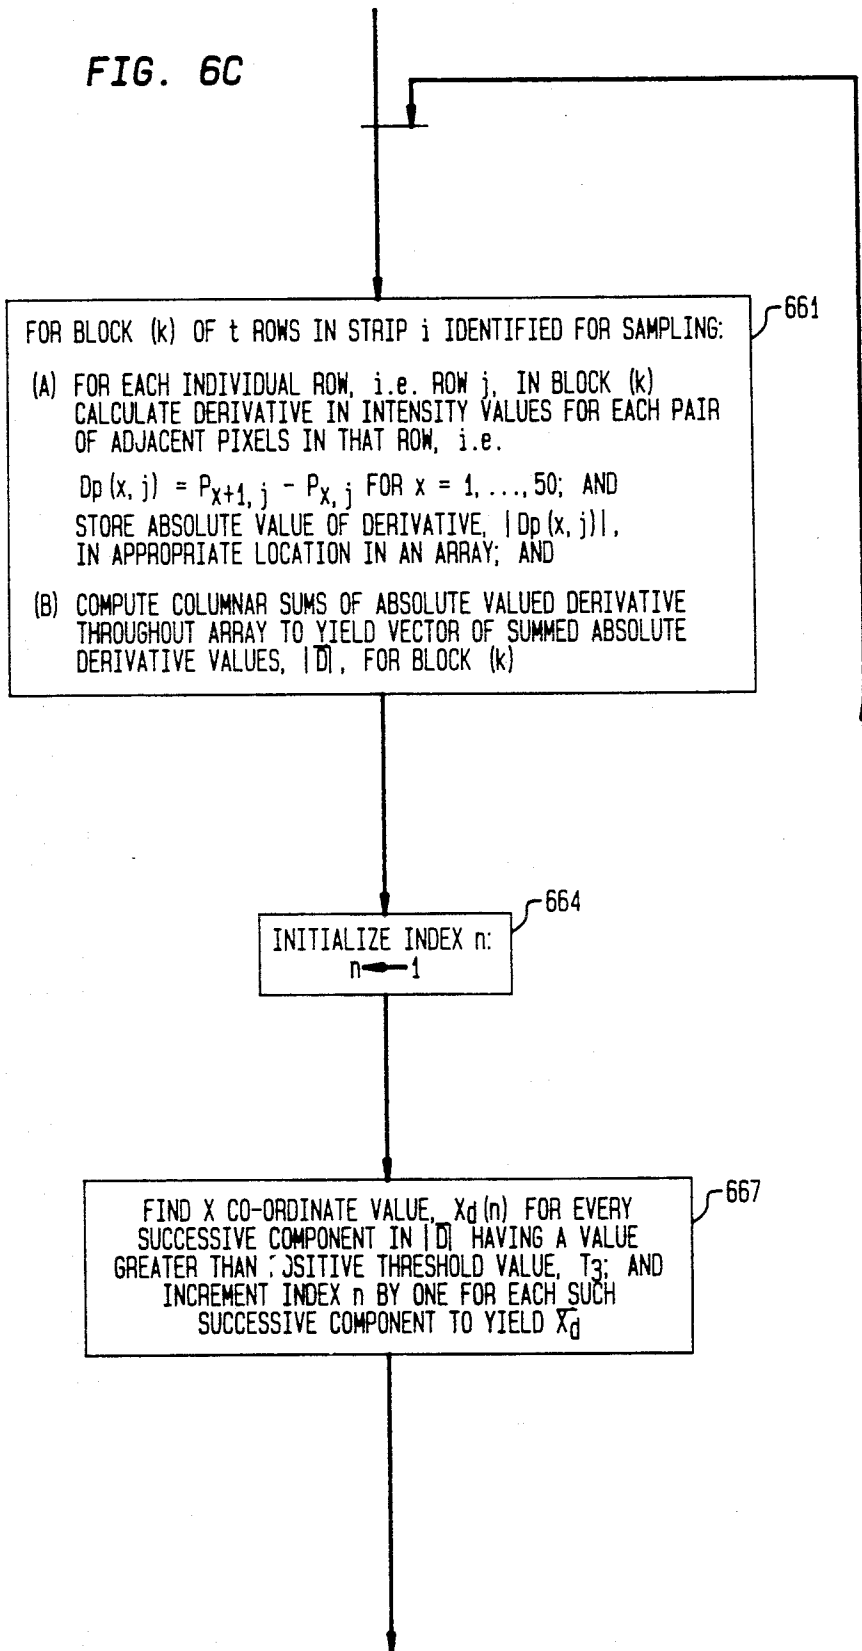 FIG. 6C
661
FOR BLOCK (k) OF t ROWS IN STRIP i IDENTIFIED FOR SAMPLING:
(A) FOR EACH INDIVIDUAL ROW, i.e. ROW j, IN BLOCK (k)
CALCULATE DERIVATIVE IN INTENSITY VALUES FOR EACH PAIR
OF ADJACENT PIXELS IN THAT ROW, i.e.
Dp(x,j) = Px+1,j - Px,j FOR x = 1,...,50; AND
STORE ABSOLUTE VALUE OF DERIVATIVE, |Dp(x,j)|,
IN APPROPRIATE LOCATION IN AN ARRAY; AND
(B) COMPUTE COLUMNAR SUMS OF ABSOLUTE VALUED DERIVATIVE
THROUGHOUT ARRAY TO YIELD VECTOR OF SUMMED ABSOLUTE
DERIVATIVE VALUES, |D̅|, FOR BLOCK (k)
664
INITIALIZE INDEX n:
n←1
667
FIND X CO-ORDINATE VALUE, Xd(n) FOR EVERY
SUCCESSIVE COMPONENT IN |D̅| HAVING A VALUE
GREATER THAN THRESHOLD VALUE, T3; AND
INCREMENT INDEX n BY ONE FOR EACH SUCH
SUCCESSIVE COMPONENT TO YIELD X̅d